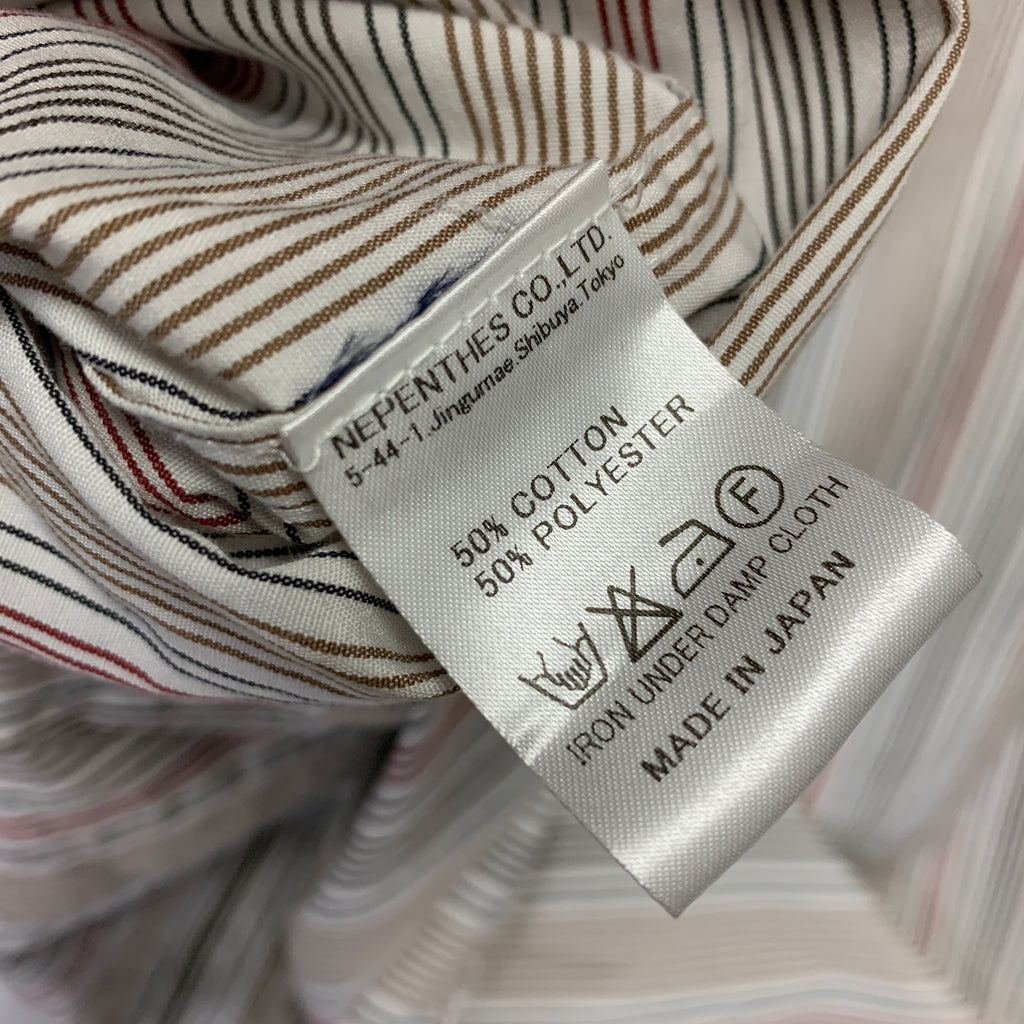 NEPENTHES CO.,LTD.
5-44-1.Jingumae.Shibuya.Tokyo
50% COTTON
50% POLYESTER
F
IRON UNDER DAMP CLOTH
MADE IN JAPAN